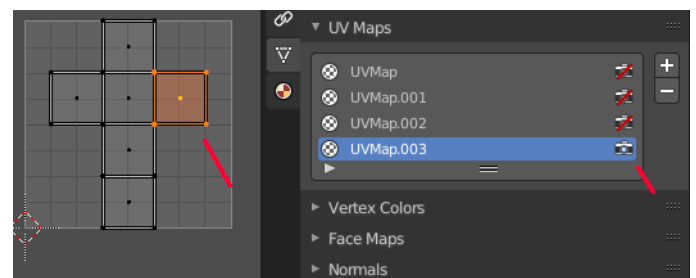 UV Maps
UVMap
UVMap.001
UVMap.002
UVMap.003
Vertex Colors
Face Maps
Normals